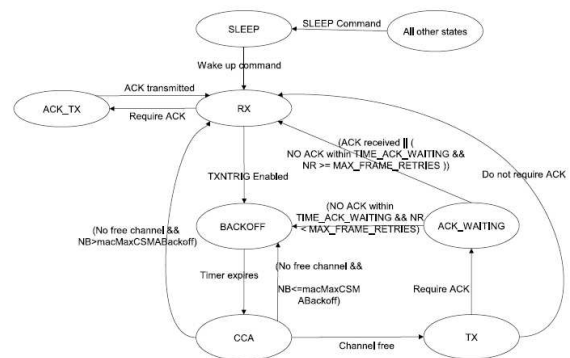 SLEEP
SLEEP Command
All other states
Wake up command
ACK transmitted
ACK_TX
RX
Require ACK
(ACK received || (
NO ACK within TIME_ACK_WAITING &&
NR >= MAX_FRAME_RETRIES ))
Do not require ACK
TXNTRIG Enabled
(NO ACK within
TIME_ACK_WAITING && NR
< MAX_FRAME_RETRIES)
BACKOFF
ACK_WAITING
(No free channel &&
NB>macMaxCSMABackoff)
Timer expires
(No free channel &&
NB<=macMaxCSM
ABackoff)
Require ACK
CCA
Channel free
TX